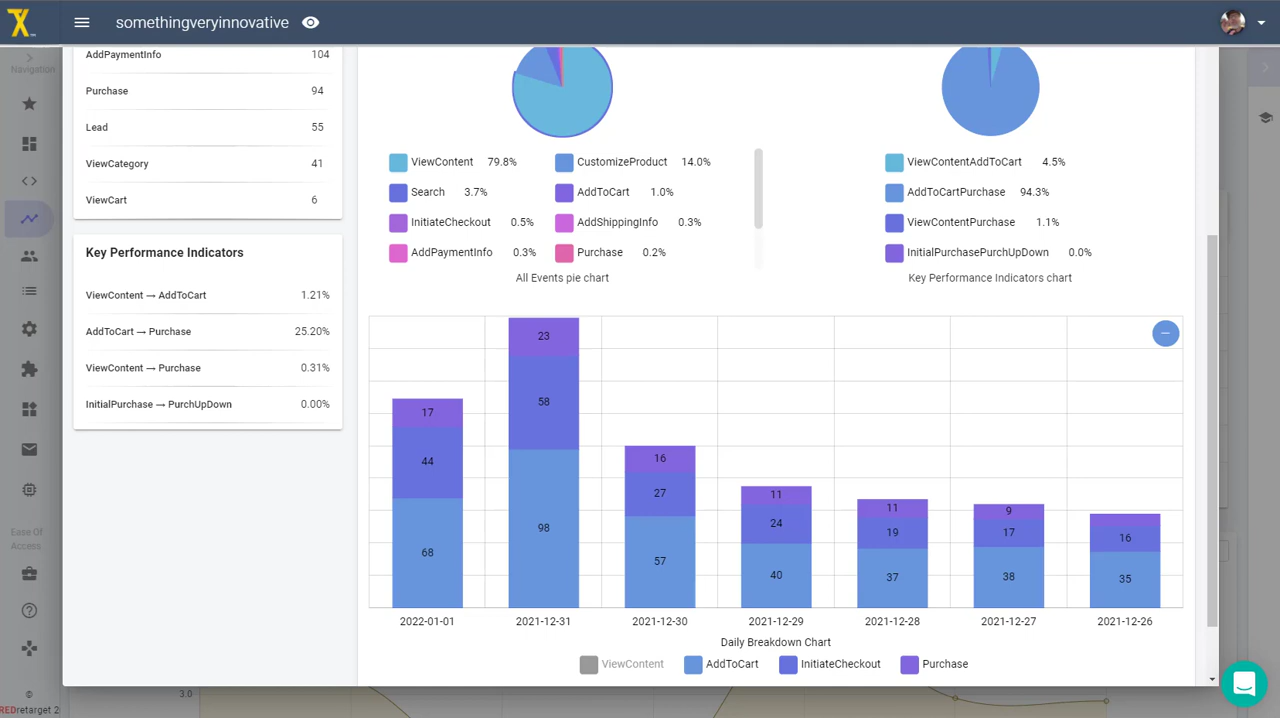 somethingveryinnovative
Navigation
AddPaymentInfo 104
Purchase 94
Lead 55
ViewCategory 41
ViewCart 6
Key Performance Indicators
ViewContent → AddToCart 1.21%
AddToCart → Purchase 25.20%
ViewContent → Purchase 0.31%
InitialPurchase → PurchUpDown 0.00%
Ease Of
Access
©
REDretarget 2
ViewContent 79.8% CustomizeProduct 14.0%
Search 3.7% AddToCart 1.0%
InitiateCheckout 0.5% AddShippingInfo 0.3%
AddPaymentInfo 0.3% Purchase 0.2%
All Events pie chart
ViewContentAddToCart 4.5%
AddToCartPurchase 94.3%
ViewContentPurchase 1.1%
InitialPurchasePurchUpDown 0.0%
Key Performance Indicators chart
23
17 58
44 16
27 11 11 9
98 24 19 17 16
68 57 40 37 38 35
2022-01-01 2021-12-31 2021-12-30 2021-12-29 2021-12-28 2021-12-27 2021-12-26
Daily Breakdown Chart
ViewContent AddToCart InitiateCheckout Purchase
3.0